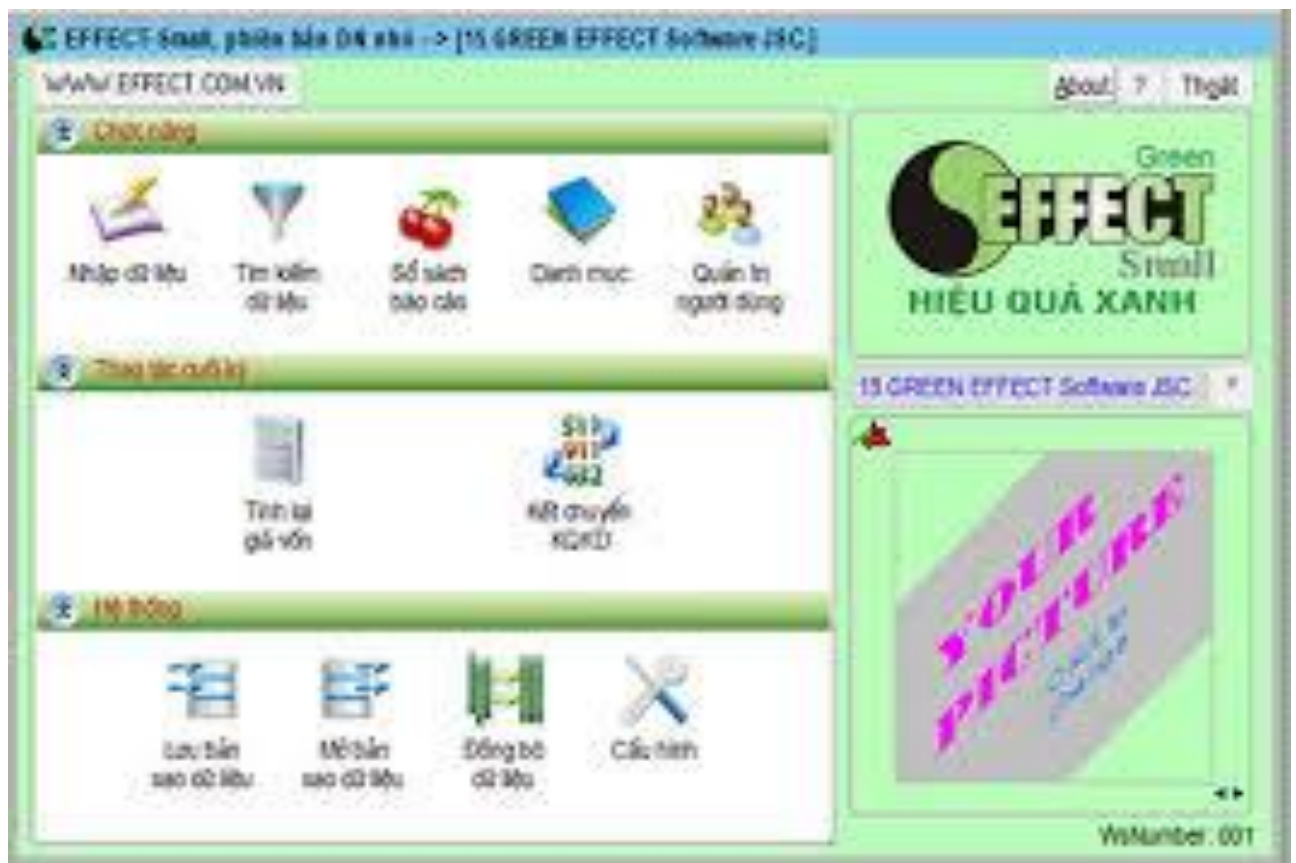 EFFECT-Small, phiên bản DN nhỏ --> [15 GREEN EFFECT Software JSC]
WWW.EFFECT.COM.VN
About ? Thoát
Chức năng
Nhập dữ liệu
Tìm kiếm
dữ liệu
Sổ sách
báo cáo
Danh mục
Quản trị
người dùng
Green
EFFECT
Small
HIỆU QUẢ XANH
Thao tác cuối kỳ
15 GREEN EFFECT Software JSC
Tính lại
giá vốn
Kết chuyển
KQKD
YOUR
PICTURE
Hệ thống
Lưu bản
sao dữ liệu
Mở bản
sao dữ liệu
Đồng bộ
dữ liệu
Cấu hình
WsNumber: 001